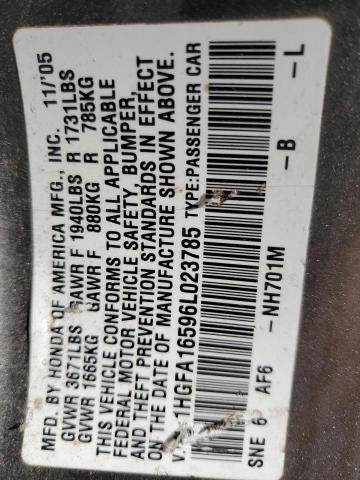 MFD. BY HONDA OF AMERICA MFG., INC. 11/'05
GVWR 3671LBS GAWR F 1940LBS R 1731LBS
GVWR 1665KG GAWR F 880KG R 785KG
THIS VEHICLE CONFORMS TO ALL APPLICABLE
FEDERAL MOTOR VEHICLE SAFETY, BUMPER,
AND THEFT PREVENTION STANDARDS IN EFFECT
ON THE DATE OF MANUFACTURE SHOWN ABOVE.
1HGFA16596L023785 TYPE:PASSENGER CAR
SNE 6 AF6 -NH701M -B -L